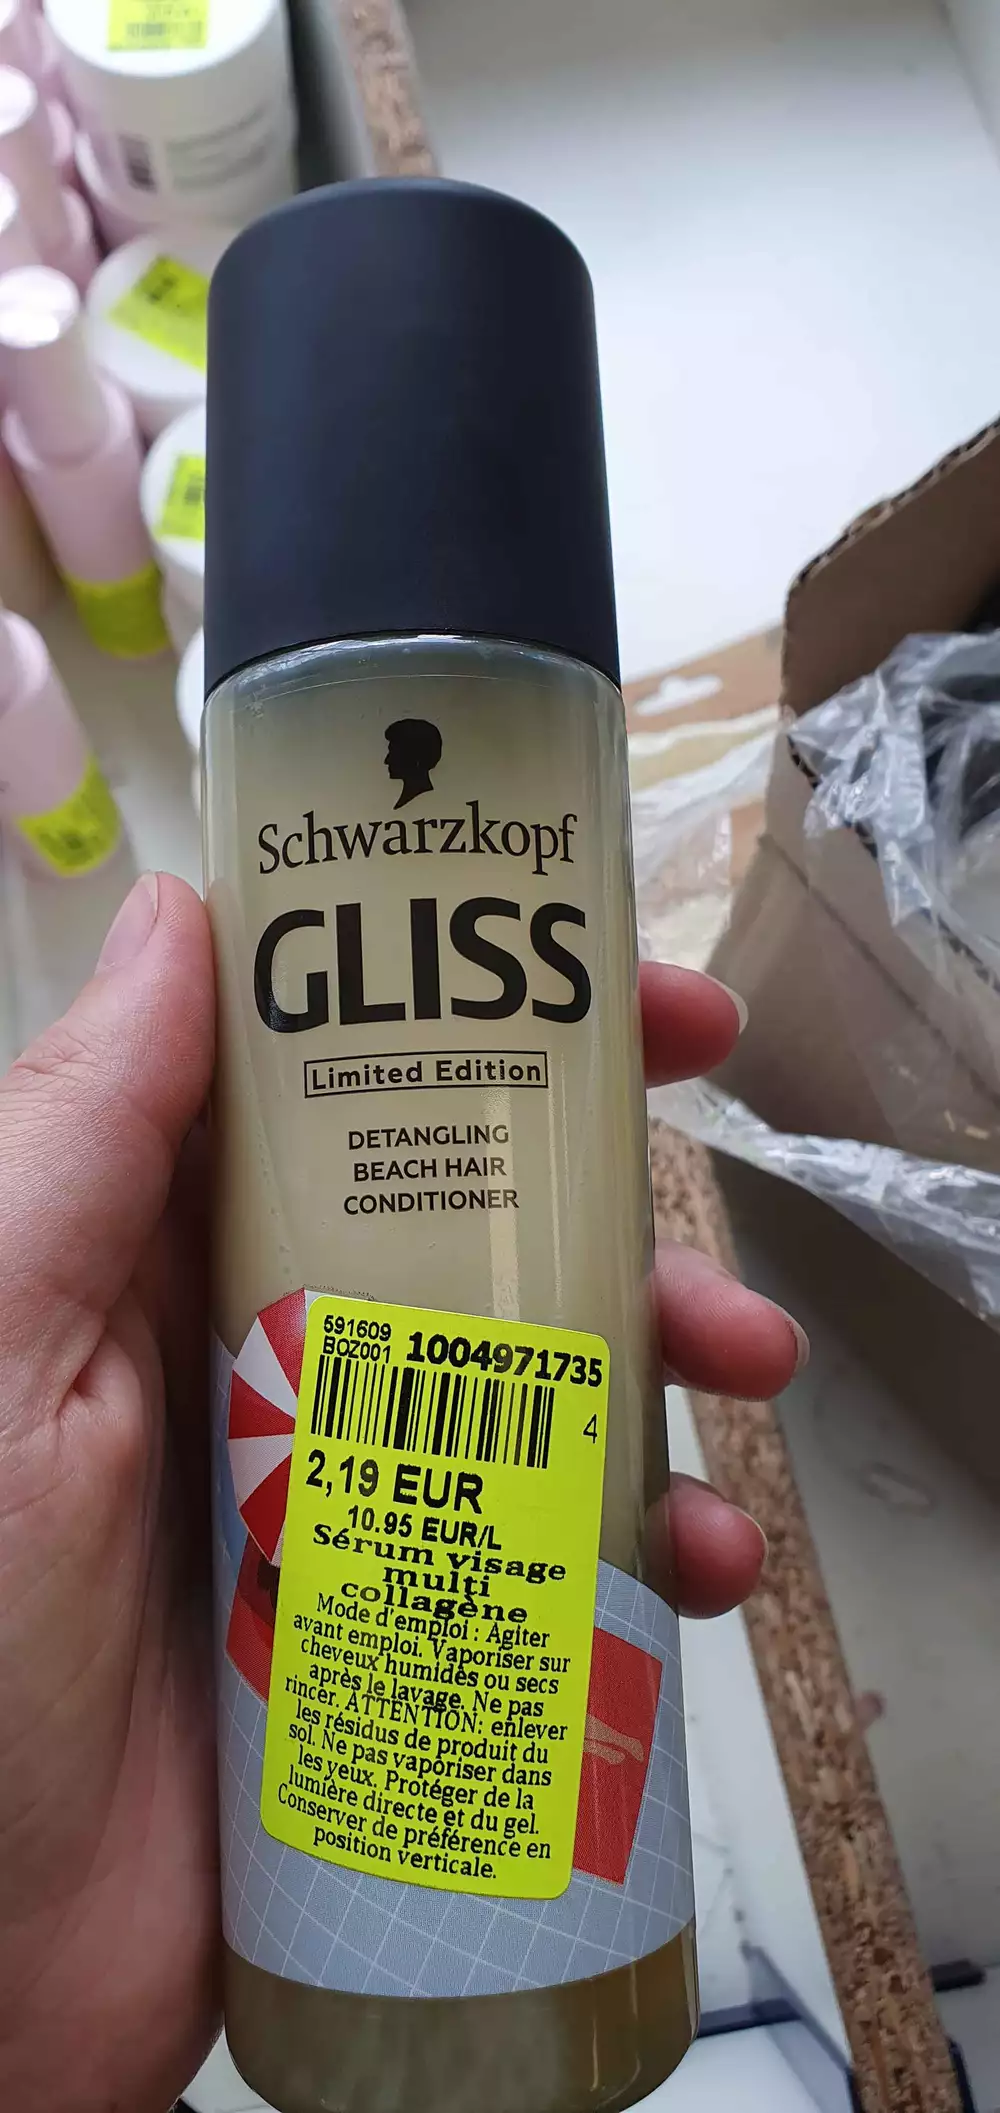 Schwarzkopf
GLISS
Limited Edition
DETANGLING
BEACH HAIR
CONDITIONER
591609
BOZ001
1004971735
4
2,19 EUR
10.95 EUR/L
Sérum visage
multi
collagène
Mode d'emploi : Agiter
avant emploi. Vaporiser sur
cheveux humides ou secs
après le lavage. Ne pas
rincer. ATTENTION: enlever
les résidus de produit du
sol. Ne pas vaporiser dans
les yeux. Protéger de la
lumière directe et du gel.
Conserver de préférence en
position verticale.